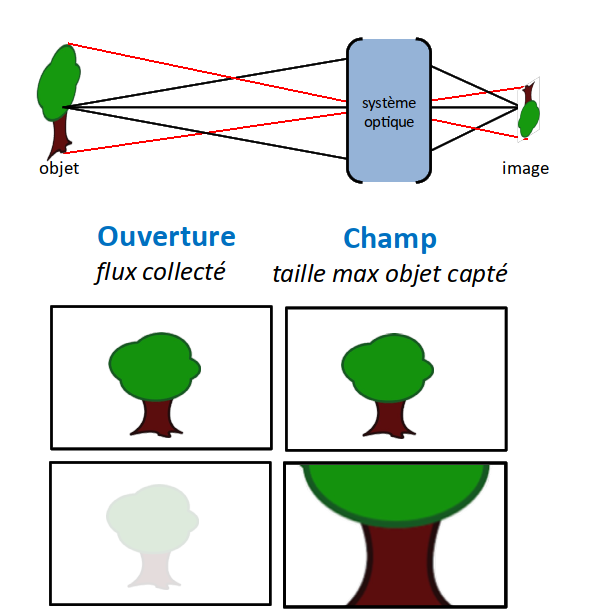 système
optique
objet
image
Ouverture
flux collecté
Champ
taille max objet capté